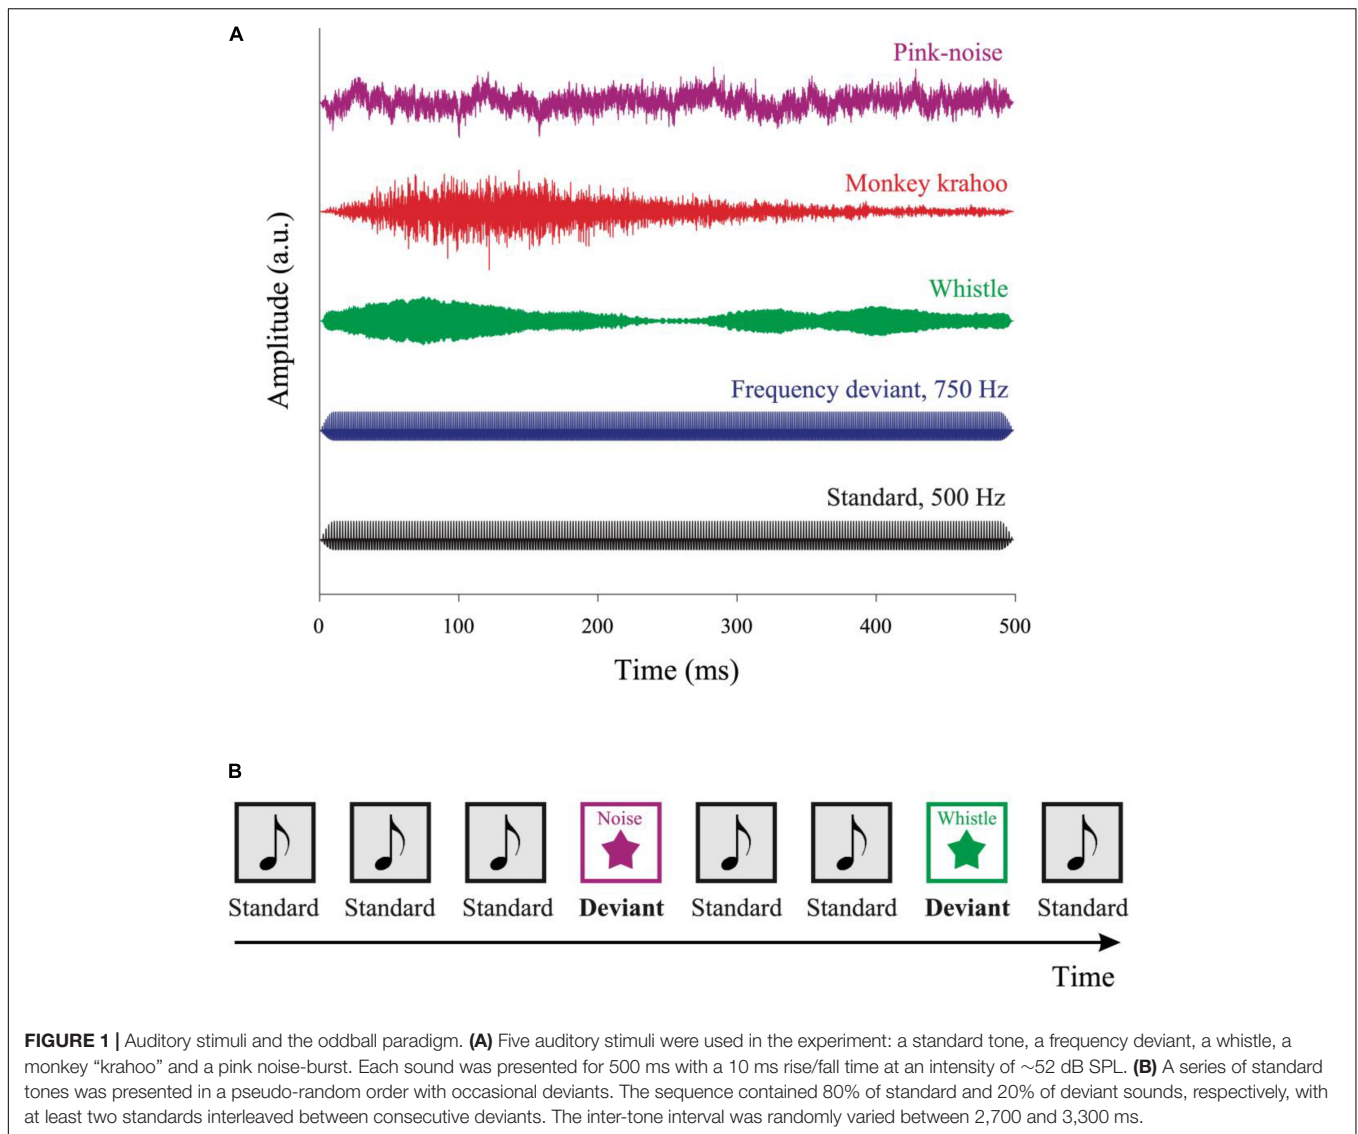 A
Pink-noise
Monkey krahoo
Whistle
Frequency deviant, 750 Hz
Standard, 500 Hz
Amplitude (a.u.)
0 100 200 300 400 500
Time (ms)
B
Noise Whistle
Standard Standard Standard Deviant Standard Standard Deviant Standard
Time
FIGURE 1 | Auditory stimuli and the oddball paradigm. (A) Five auditory stimuli were used in the experiment: a standard tone, a frequency deviant, a whistle, a
monkey “krahoo” and a pink noise-burst. Each sound was presented for 500 ms with a 10 ms rise/fall time at an intensity of ∼52 dB SPL. (B) A series of standard
tones was presented in a pseudo-random order with occasional deviants. The sequence contained 80% of standard and 20% of deviant sounds, respectively, with
at least two standards interleaved between consecutive deviants. The inter-tone interval was randomly varied between 2,700 and 3,300 ms.